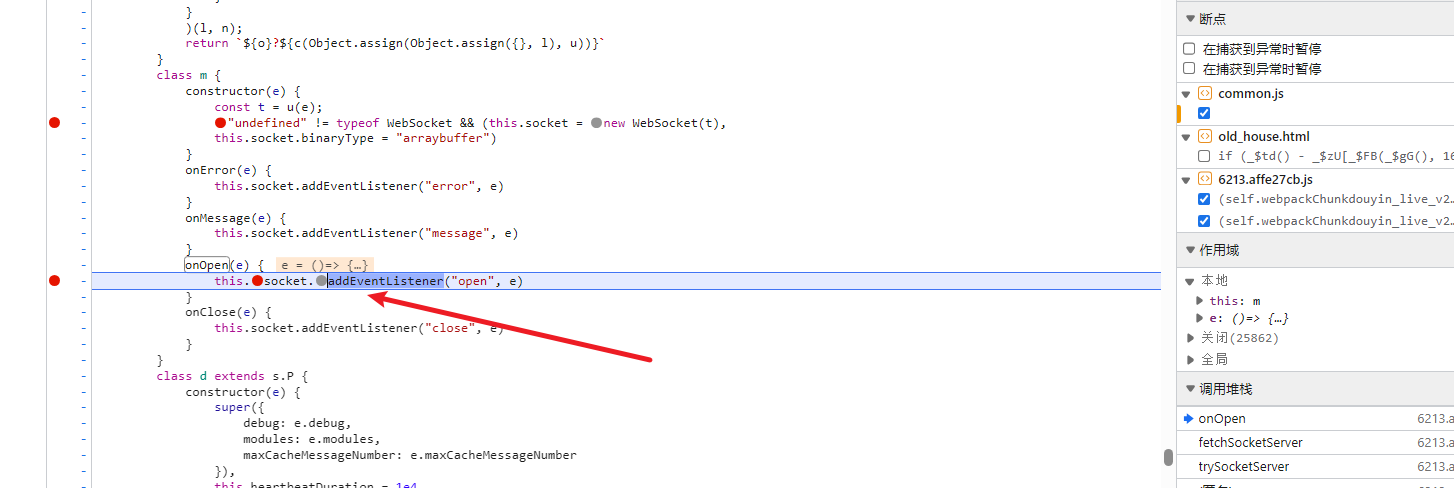 }
)(l, n);
return `${o}?${c(Object.assign(Object.assign({}, l), u))}`
}
class m {
constructor(e) {
const t = u(e);
"undefined" != typeof WebSocket && (this.socket = new WebSocket(t),
this.socket.binaryType = "arraybuffer")
}
onError(e) {
this.socket.addEventListener("error", e)
}
onMessage(e) {
this.socket.addEventListener("message", e)
}
onOpen(e) { e = ()=> {…}
this.socket.addEventListener("open", e)
}
onClose(e) {
this.socket.addEventListener("close", e)
}
}
class d extends s.P {
constructor(e) {
super({
debug: e.debug,
modules: e.modules,
maxCacheMessageNumber: e.maxCacheMessageNumber
}),
this.heartbeatDuration = 1e4
断点
在捕获到异常时暂停
在捕获到异常时暂停
common.js
old_house.html
if (_$td() - _$zU[_$FB(_$gG(), 16
6213.affe27cb.js
(self.webpackChunkdouyin_live_v2…
(self.webpackChunkdouyin_live_v2…
作用域
本地
this: m
e: ()=> {…}
关闭(25862)
全局
调用堆栈
onOpen 6213.a
fetchSocketServer 6213.a
trySocketServer 6213.a